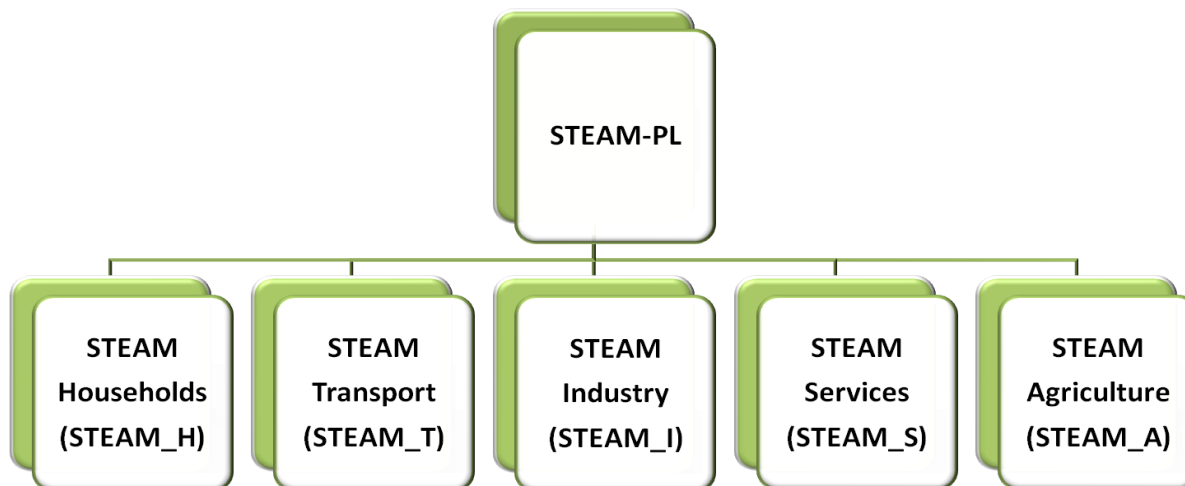 STEAM-PL
STEAM
Households
(STEAM_H)
STEAM
Transport
(STEAM_T)
STEAM
Industry
(STEAM_I)
STEAM
Services
(STEAM_S)
STEAM
Agriculture
(STEAM_A)